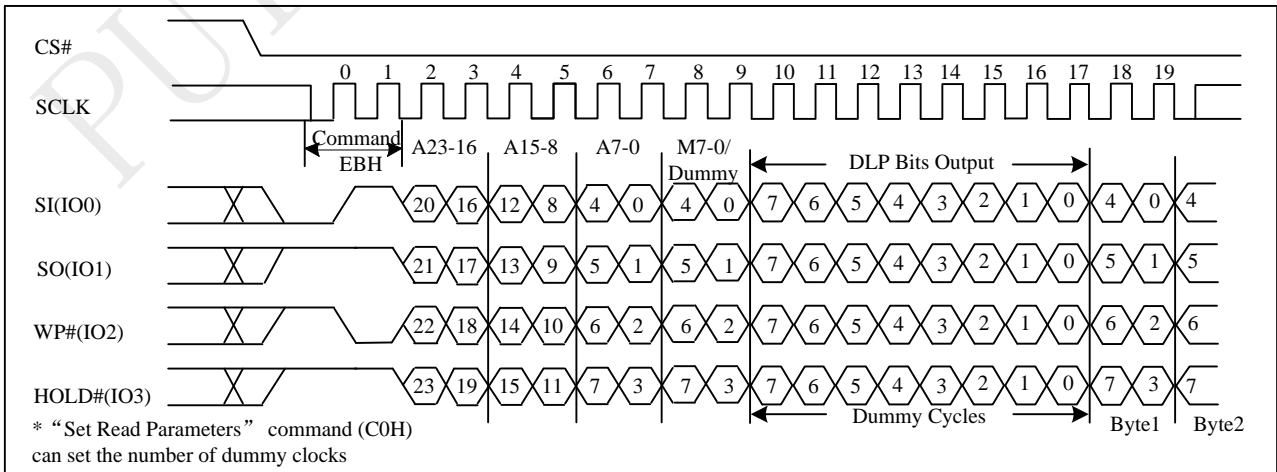 PUY
CS#
0 1 2 3 4 5 6 7 8 9 10 11 12 13 14 15 16 17 18 19
SCLK
Command
EBH
A23-16 A15-8 A7-0 M7-0/
Dummy
DLP Bits Output
SI(IO0) 20 16 12 8 4 0 4 0 7 6 5 4 3 2 1 0 4 0 4
SO(IO1) 21 17 13 9 5 1 5 1 7 6 5 4 3 2 1 0 5 1 5
WP#(IO2) 22 18 14 10 6 2 6 2 7 6 5 4 3 2 1 0 6 2 6
HOLD#(IO3) 23 19 15 11 7 3 7 3 7 6 5 4 3 2 1 0 7 3 7
Dummy Cycles Byte1 Byte2
* “Set Read Parameters” command (C0H)
can set the number of dummy clocks